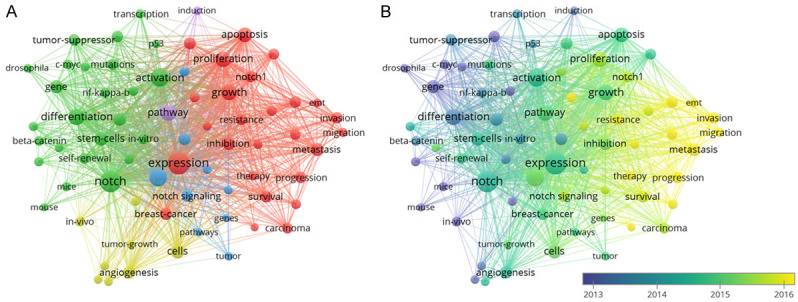 A
transcription
induction
tumor-suppressor
p53
apoptosis
drosophila
c-myc
mutations
proliferation
gene
activation
notch1
nf-kappa-b
growth
differentiation
pathway
emt
resistance
invasion
beta-catenin
stem-cells
in-vitro
inhibition
migration
metastasis
self-renewal
expression
notch
therapy
progression
mice
notch signaling
survival
mouse
breast-cancer
in-vivo
genes
pathways
carcinoma
tumor-growth
cells
tumor
angiogenesis
B
transcription
induction
tumor-suppressor
p53
apoptosis
drosophila
c-myc
mutations
proliferation
gene
activation
notch1
nf-kappa-b
growth
differentiation
pathway
emt
resistance
invasion
beta-catenin
stem-cells
in-vitro
inhibition
migration
metastasis
self-renewal
expression
notch
therapy
progression
mice
notch signaling
survival
mouse
breast-cancer
in-vivo
genes
pathways
carcinoma
tumor-growth
cells
tumor
angiogenesis
2013
2014
2015
2016